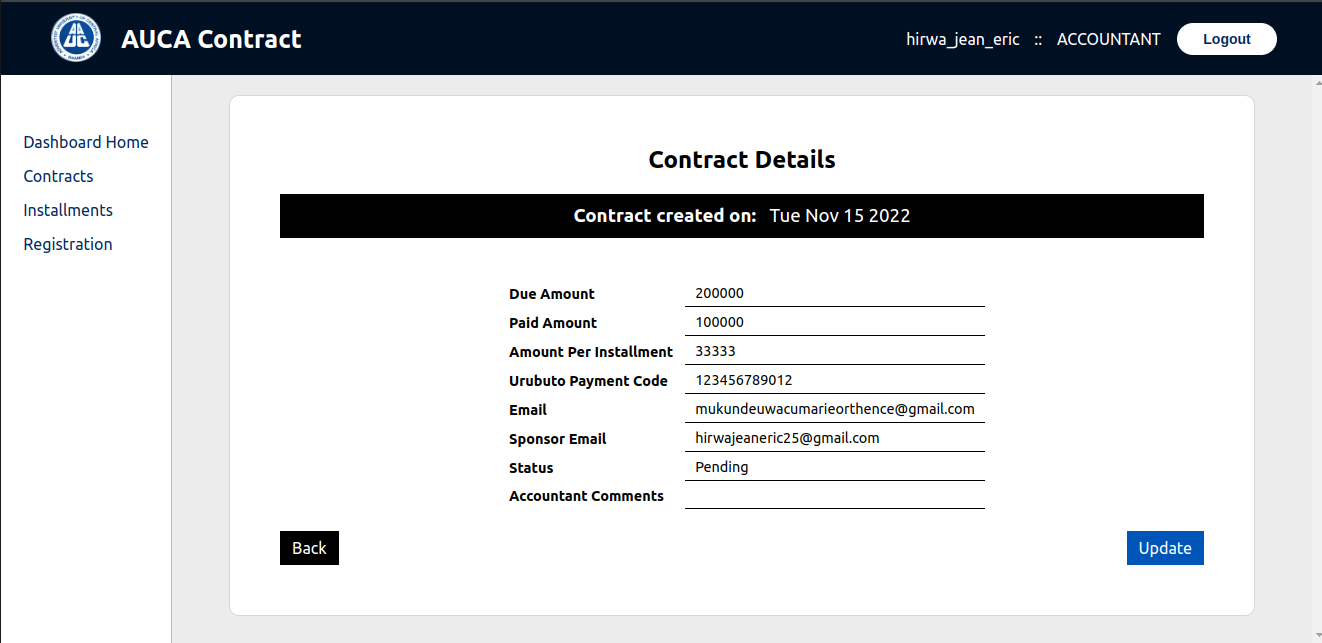 AUCA Contract
hirwa_jean_eric :: ACCOUNTANT Logout
Dashboard Home
Contracts
Installments
Registration
Contract Details
Contract created on: Tue Nov 15 2022
Due Amount 200000
Paid Amount 100000
Amount Per Installment 33333
Urubuto Payment Code 123456789012
Email mukundeuwacumarieorthence@gmail.com
Sponsor Email hirwajeaneric25@gmail.com
Status Pending
Accountant Comments
Back Update